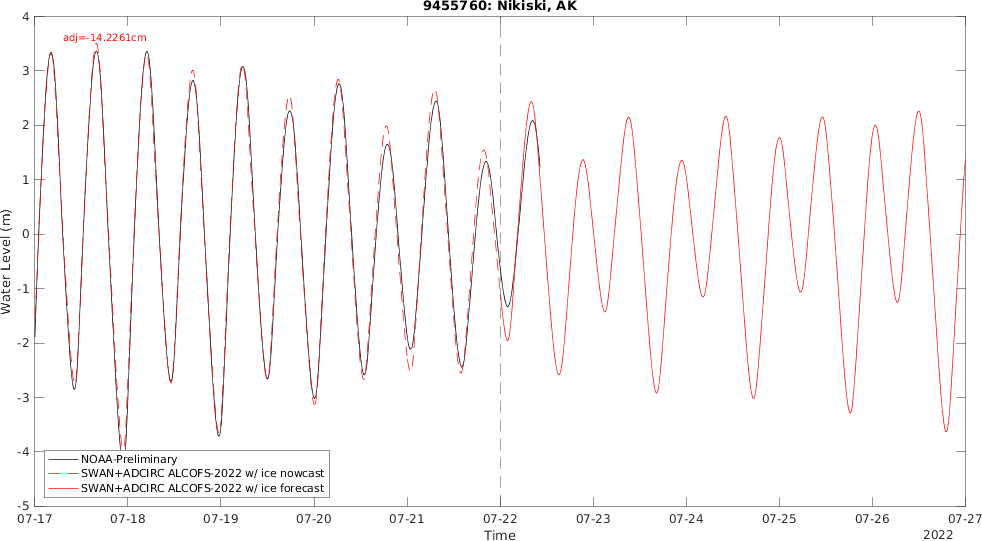 9455760: Nikiski, AK
adj=-14.2261cm
Water Level (m)
4
3
2
1
0
-1
-2
-3
-4
-5
NOAA-Preliminary
SWAN+ADCIRC ALCOFS-2022 w/ ice nowcast
SWAN+ADCIRC ALCOFS-2022 w/ ice forecast
07-17 07-18 07-19 07-20 07-21 07-22 07-23 07-24 07-25 07-26 07-27
Time
2022